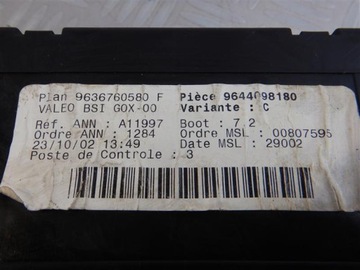 Plan 9636760580 F Pièce 9644098180
VALEO BSI G0X-00 Variante : C
Réf. ANN : A11997 Boot : 7.2
Ordre ANN : 1284 Ordre MSL : 00807595
23/10/02 13:49 Date MSL : 29002
Poste de Controle : 3